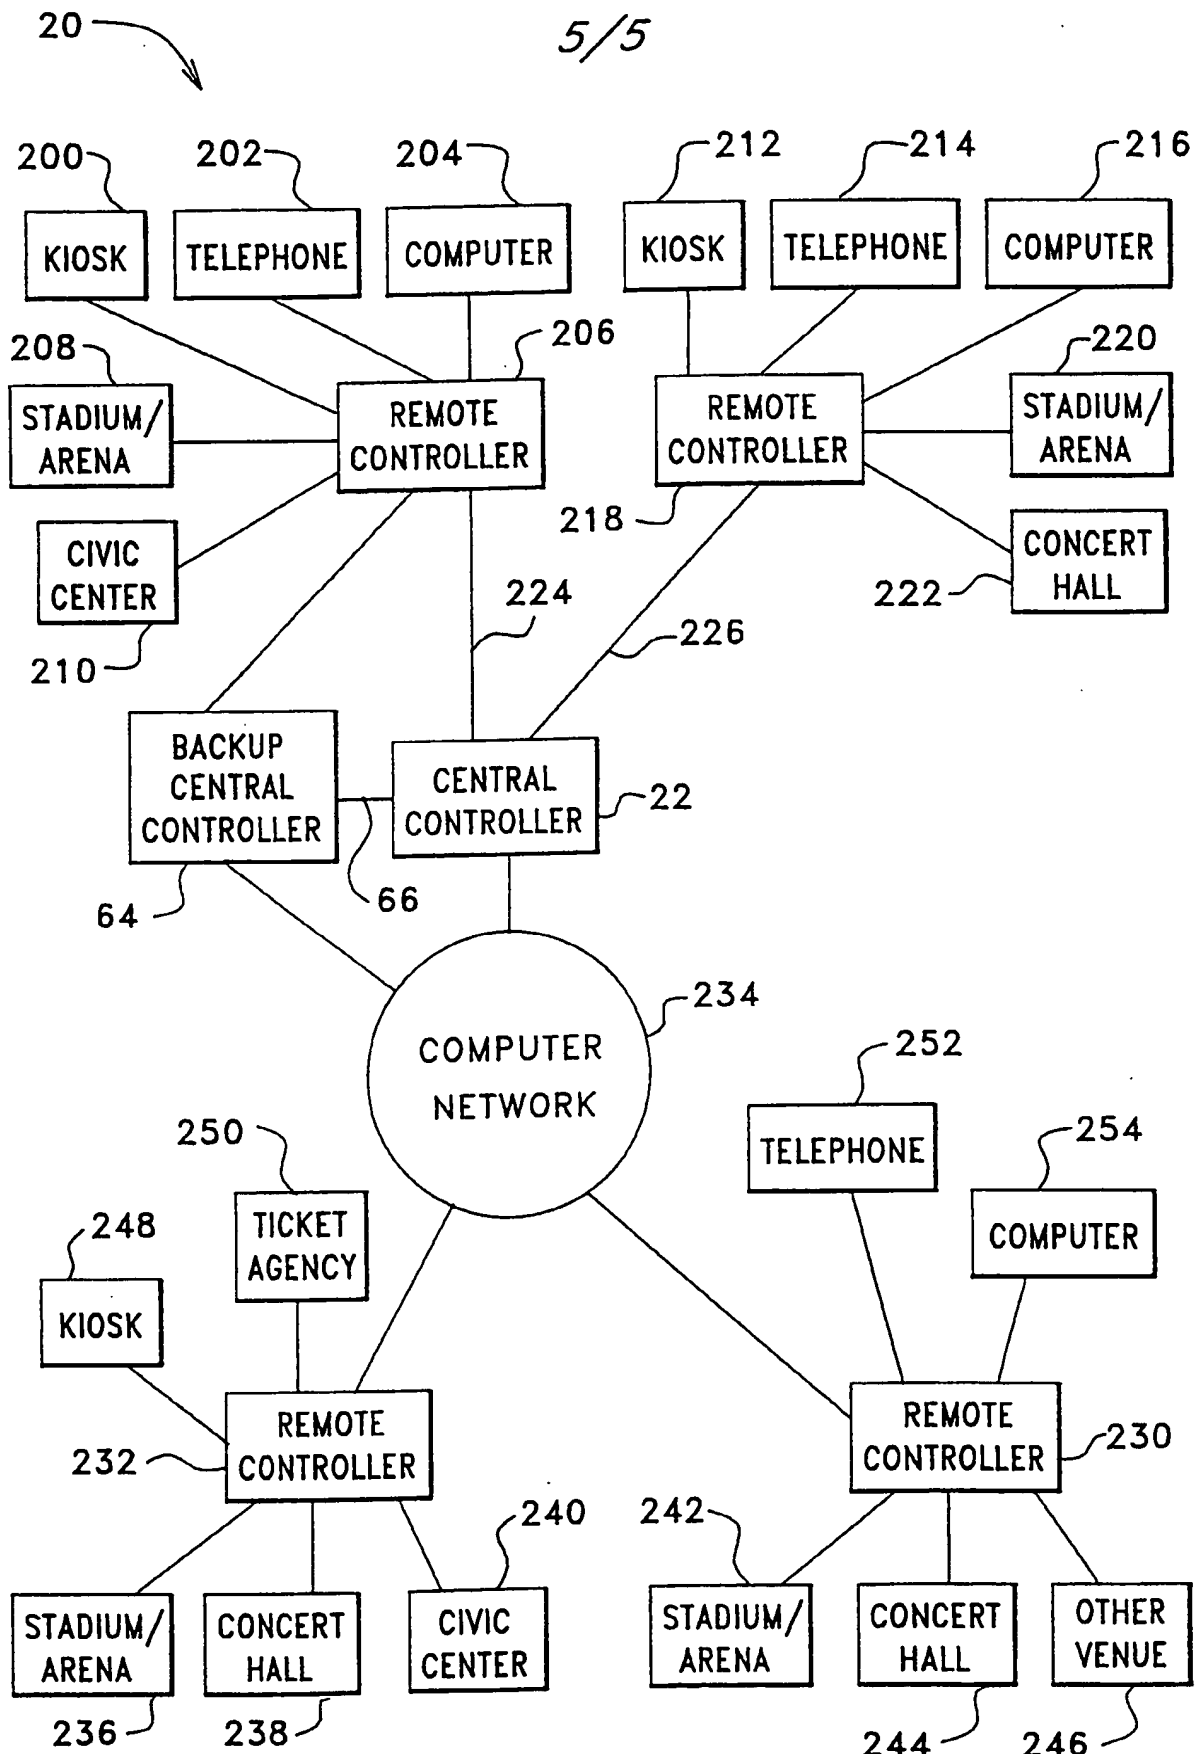 20
5/5
200
202
204
212
214
216
KIOSK
TELEPHONE
COMPUTER
KIOSK
TELEPHONE
COMPUTER
208
206
220
STADIUM/
ARENA
REMOTE
CONTROLLER
REMOTE
CONTROLLER
STADIUM/
ARENA
218
CIVIC
CENTER
CONCERT
HALL
224
222
210
226
BACKUP
CENTRAL
CONTROLLER
CENTRAL
CONTROLLER
22
64
66
234
COMPUTER
NETWORK
252
250
TELEPHONE
254
248
TICKET
AGENCY
COMPUTER
KIOSK
REMOTE
CONTROLLER
REMOTE
CONTROLLER
232
230
240
242
STADIUM/
ARENA
CONCERT
HALL
CIVIC
CENTER
STADIUM/
ARENA
CONCERT
HALL
OTHER
VENUE
236
238
244
246